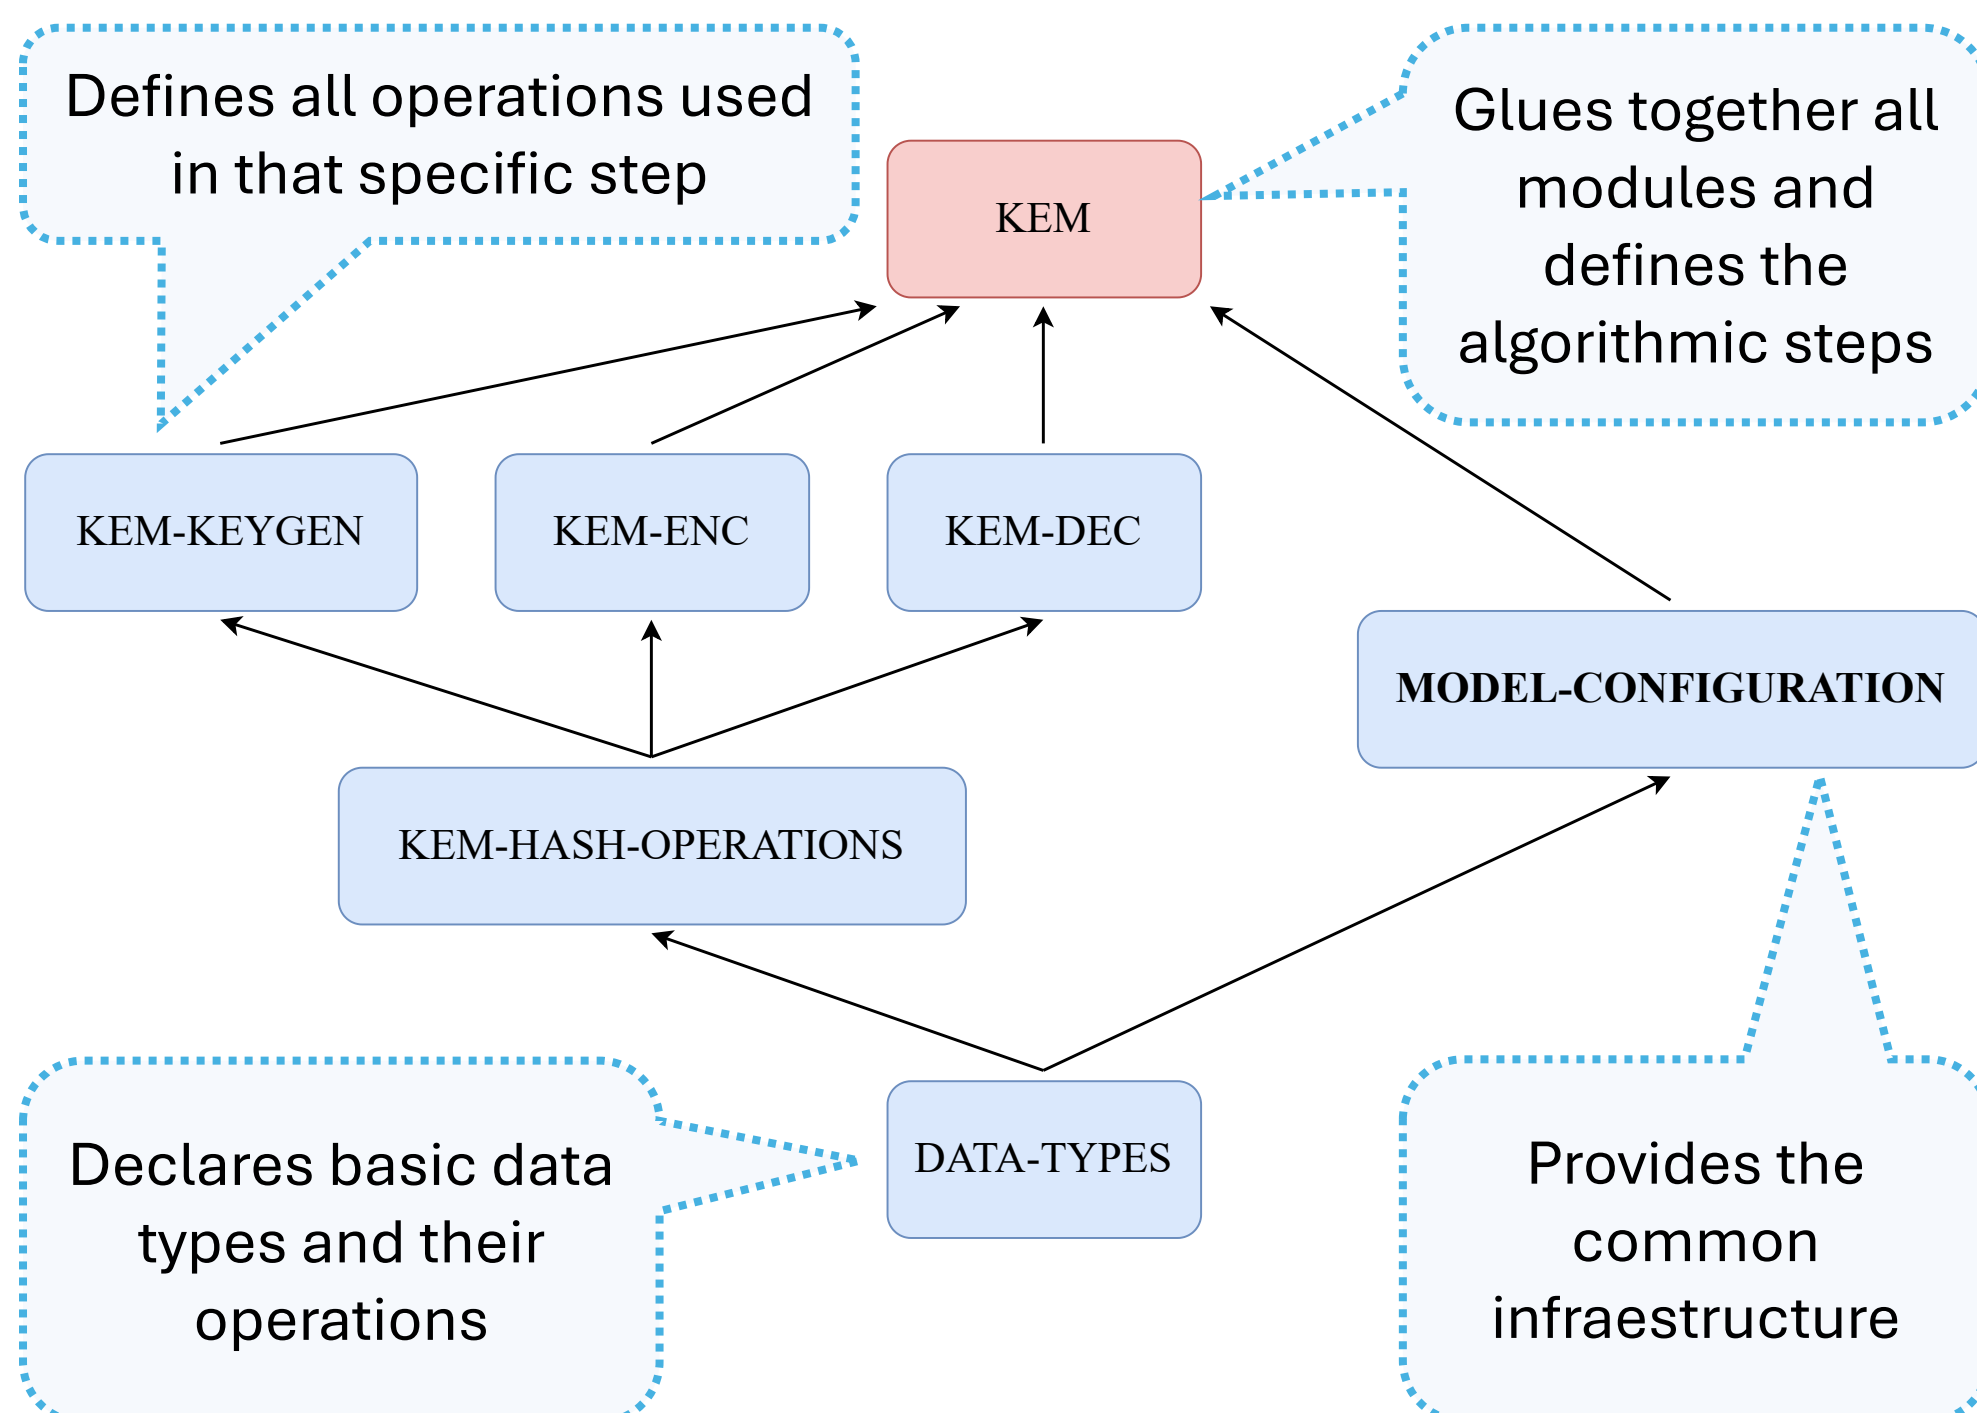 Defines all operations used
in that specific step
Glues together all
modules and
defines the
algorithmic steps
KEM
KEM-KEYGEN
KEM-ENC
KEM-DEC
MODEL-CONFIGURATION
KEM-HASH-OPERATIONS
DATA-TYPES
Declares basic data
types and their
operations
Provides the
common
infraestructure